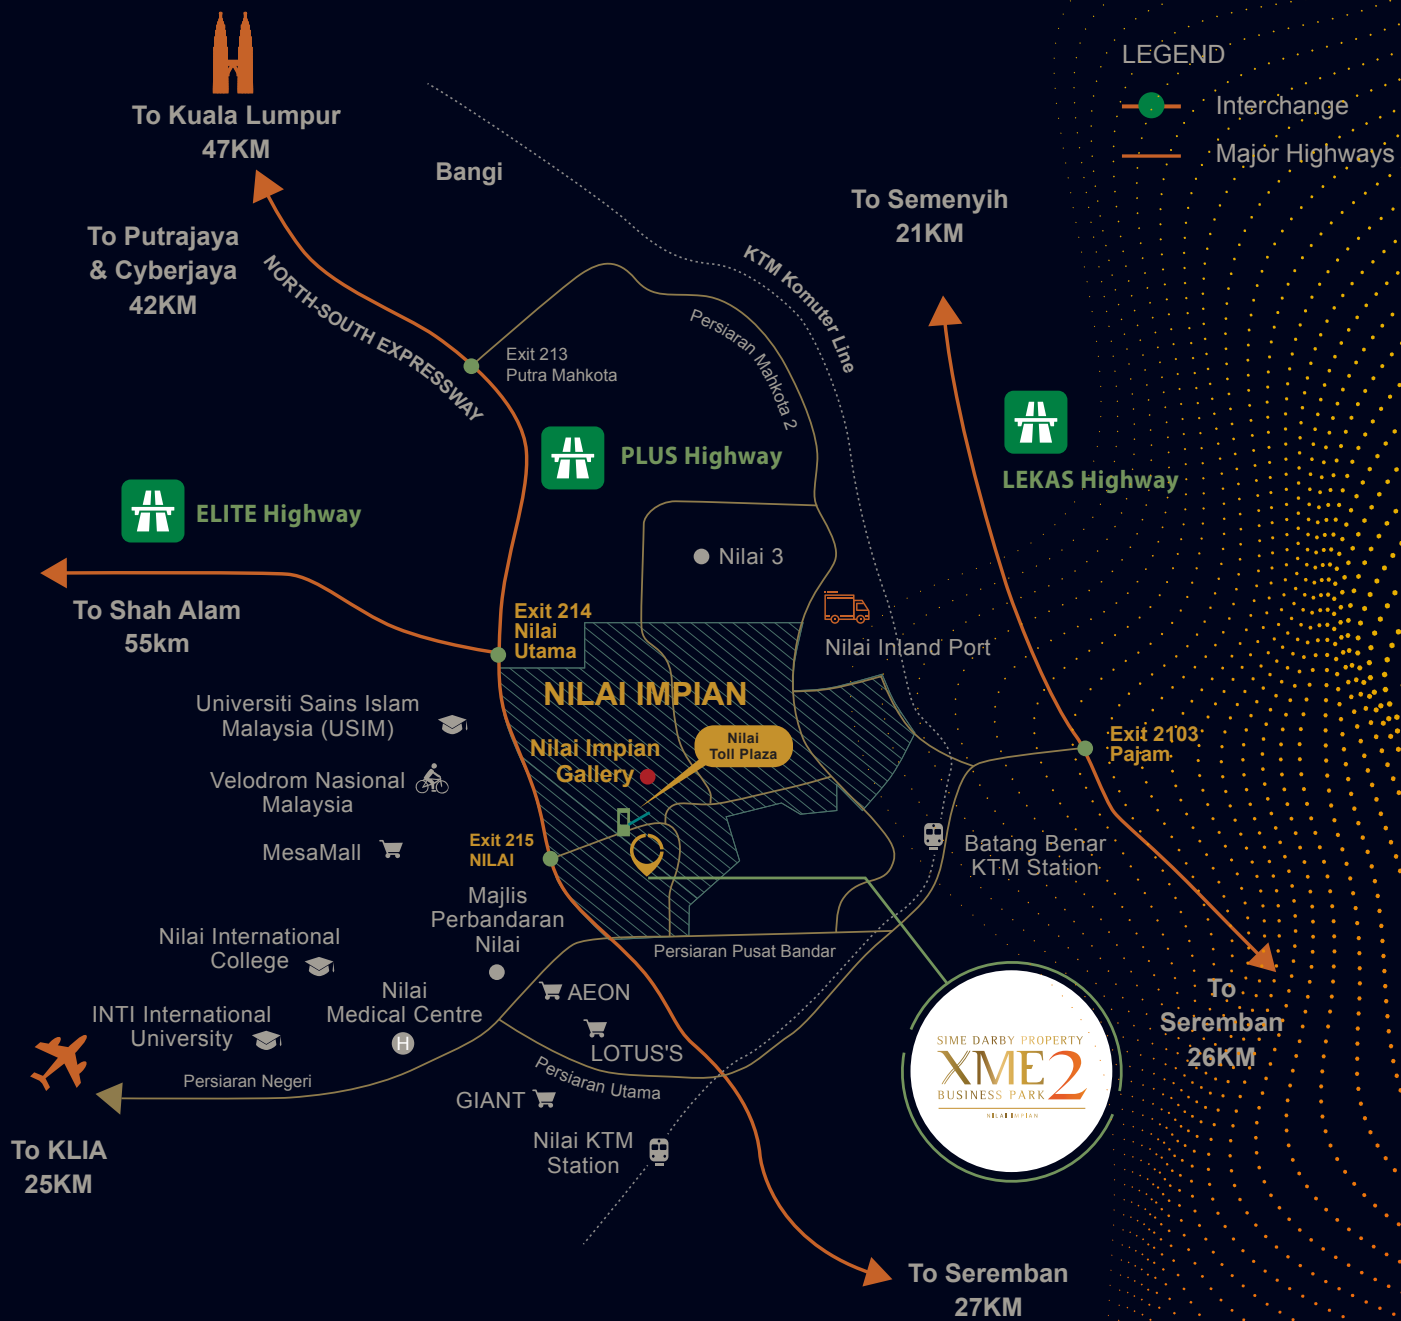 LEGEND
Interchange
Major Highways
To Kuala Lumpur
47KM
Bangi
To Semenyih
21KM
To Putrajaya
& Cyberjaya
42KM
NORTH-SOUTH EXPRESSWAY
KTM Komuter Line
Persiaran Mahkota 2
Exit 213
Putra Mahkota
PLUS Highway
LEKAS Highway
ELITE Highway
Nilai 3
To Shah Alam
55km
Exit 214
Nilai
Utama
Nilai Inland Port
NILAI IMPIAN
Universiti Sains Islam
Malaysia (USIM)
Nilai Impian
Gallery
Nilai
Toll Plaza
Exit 2103
Pajam
Velodrom Nasional
Malaysia
MesaMall
Exit 215
NILAI
Batang Benar
KTM Station
Majlis
Perbandaran
Nilai
Persiaran Pusat Bandar
Nilai International
College
AEON
Nilai
Medical Centre
H
INTI International
University
LOTUS'S
Persiaran Utama
Persiaran Negeri
GIANT
To
Seremban
26KM
SIME DARBY PROPERTY
XME2
BUSINESS PARK
NILAI IMPIAN
Nilai KTM
Station
To KLIA
25KM
To Seremban
27KM